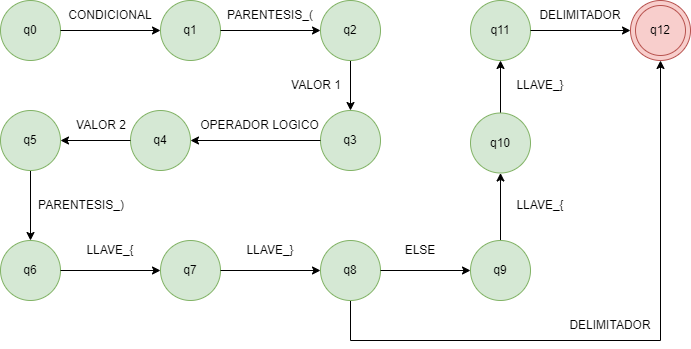 q0
CONDICIONAL
q1
PARENTESIS_(
q2
q11
DELIMITADOR
q12
VALOR 1
LLAVE_}
q5
VALOR 2
q4
OPERADOR LOGICO
q3
q10
PARENTESIS_)
LLAVE_{
q6
LLAVE_{
q7
LLAVE_}
q8
ELSE
q9
DELIMITADOR